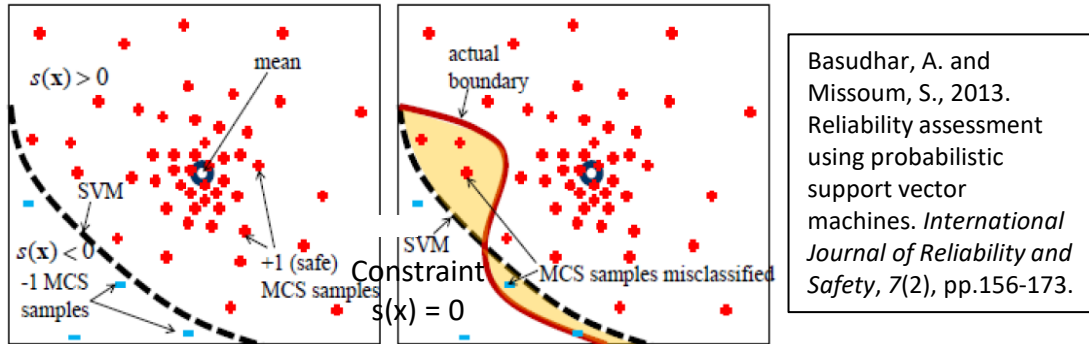 s(x) > 0
mean
SVM
s(x) < 0
-1 MCS
samples
+1 (safe)
MCS samples
Constraint
s(x) = 0
actual
boundary
SVM
MCS samples misclassified
Basudhar, A. and
Missoum, S., 2013.
Reliability assessment
using probabilistic
support vector
machines. International
Journal of Reliability and
Safety, 7(2), pp.156-173.